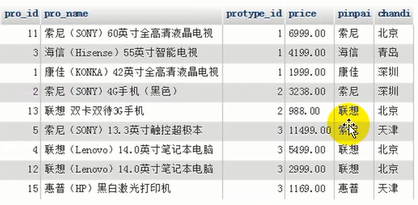 pro_id pro_name protype_id price pinpai chandi
11 索尼（SONY）60英寸全高清液晶电视 1 6999.00 索尼 北京
3 海信（Hisense）55英寸智能电视 1 4199.00 海信 青岛
1 康佳（KONKA）42英寸全高清液晶电视 1 1999.00 康佳 深圳
2 索尼（SONY）4G手机（黑色） 2 3238.00 索尼 深圳
13 联想 双卡双待3G手机 2 988.00 联想 北京
5 索尼（SONY）13.3英寸触控超极本 3 11499.00 索尼 天津
4 联想（Lenovo）14.0英寸笔记本电脑 3 5499.00 联想 北京
12 联想（Lenovo）14.0英寸笔记本电脑 3 2999.00 联想 北京
15 惠普（HP）黑白激光打印机 3 1169.00 惠普 天津